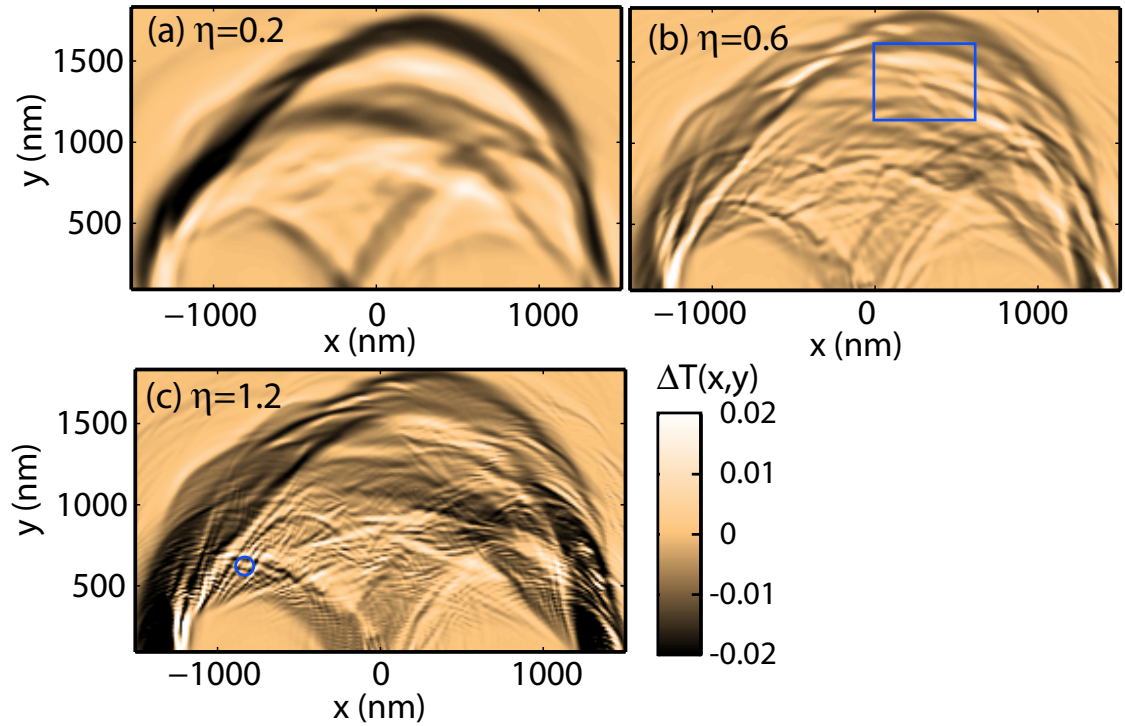 (a) η=0.2
(b) η=0.6
y (nm)
1500
1000
500
−1000 0 1000
x (nm)
−1000 0 1000
x (nm)
(c) η=1.2
y (nm)
1500
1000
500
−1000 0 1000
x (nm)
ΔT(x,y)
0.02
0.01
0
-0.01
-0.02